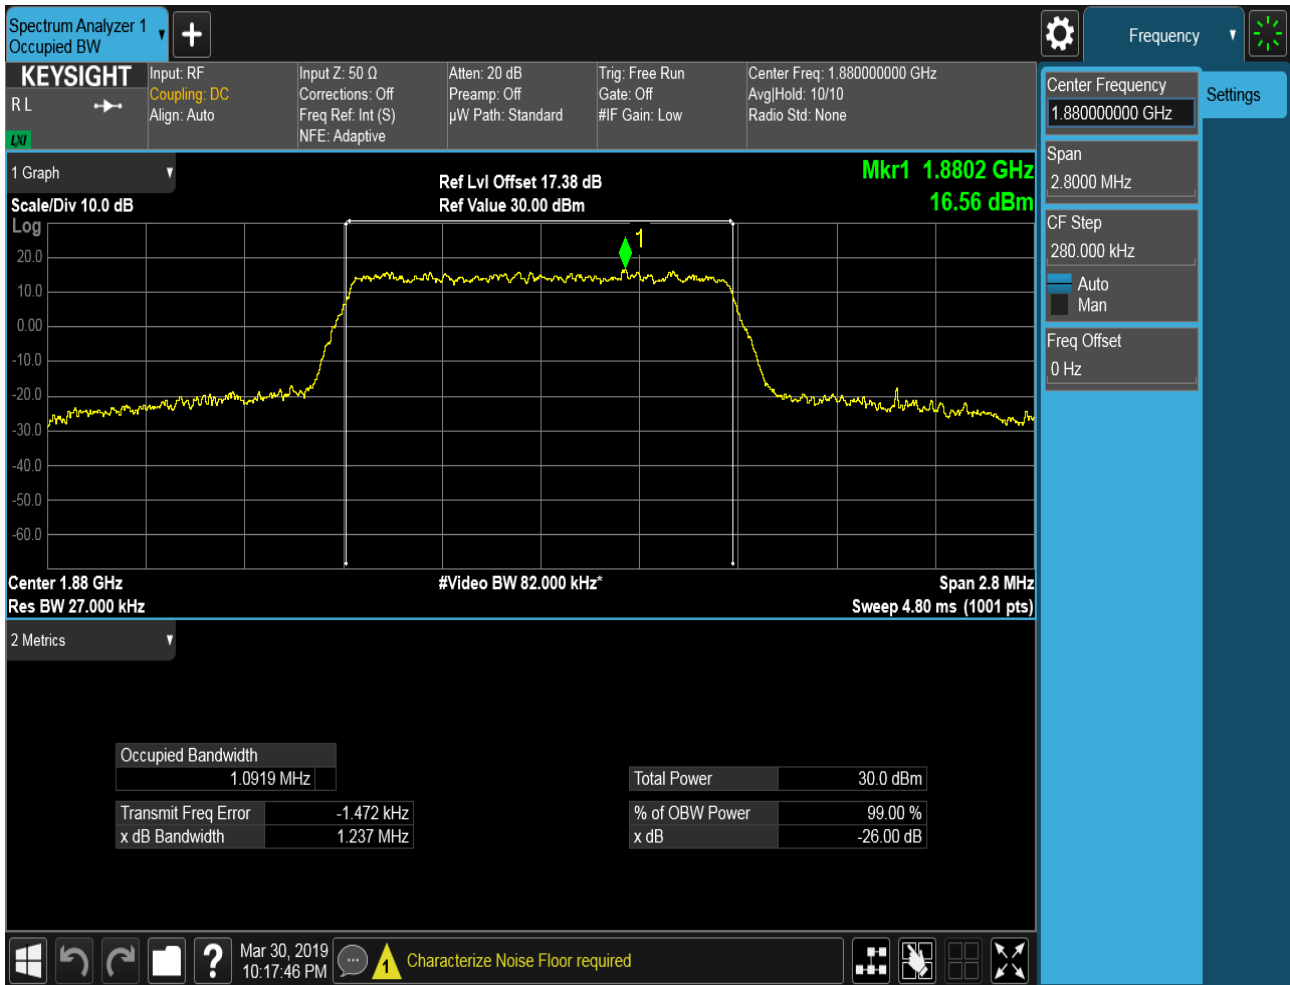 Spectrum Analyzer 1
Occupied BW
Frequency
KEYSIGHT
R L
LXI
Input: RF
Coupling: DC
Align: Auto
Input Z: 50 Ω
Corrections: Off
Freq Ref: Int (S)
NFE: Adaptive
Atten: 20 dB
Preamp: Off
µW Path: Standard
Trig: Free Run
Gate: Off
#IF Gain: Low
Center Freq: 1.880000000 GHz
Avg|Hold: 10/10
Radio Std: None
Center Frequency
1.880000000 GHz
Settings
Span
2.8000 MHz
CF Step
280.000 kHz
Auto
Man
Freq Offset
0 Hz
1 Graph
Scale/Div 10.0 dB
Ref Lvl Offset 17.38 dB
Ref Value 30.00 dBm
Mkr1 1.8802 GHz
16.56 dBm
Log
1
20.0
10.0
0.00
-10.0
-20.0
-30.0
-40.0
-50.0
-60.0
Center 1.88 GHz
#Video BW 82.000 kHz*
Span 2.8 MHz
Res BW 27.000 kHz
Sweep 4.80 ms (1001 pts)
2 Metrics
Occupied Bandwidth
1.0919 MHz
Total Power 30.0 dBm
Transmit Freq Error -1.472 kHz
% of OBW Power 99.00 %
x dB Bandwidth 1.237 MHz
x dB -26.00 dB
?
Mar 30, 2019
10:17:46 PM
1
Characterize Noise Floor required